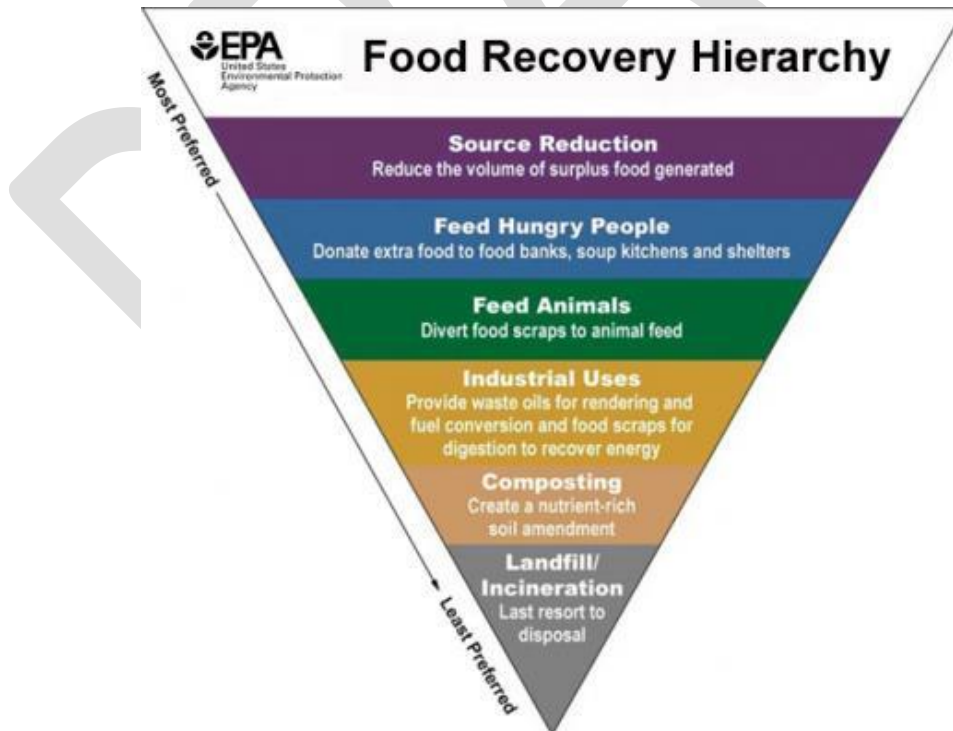 EPA
United States
Environmental Protection
Agency
Food Recovery Hierarchy
Most Preferred
Source Reduction
Reduce the volume of surplus food generated
Feed Hungry People
Donate extra food to food banks, soup kitchens and shelters
Feed Animals
Divert food scraps to animal feed
Industrial Uses
Provide waste oils for rendering and
fuel conversion and food scraps for
digestion to recover energy
Composting
Create a nutrient-rich
soil amendment
Landfill/
Incineration
Last resort to
disposal
Least Preferred